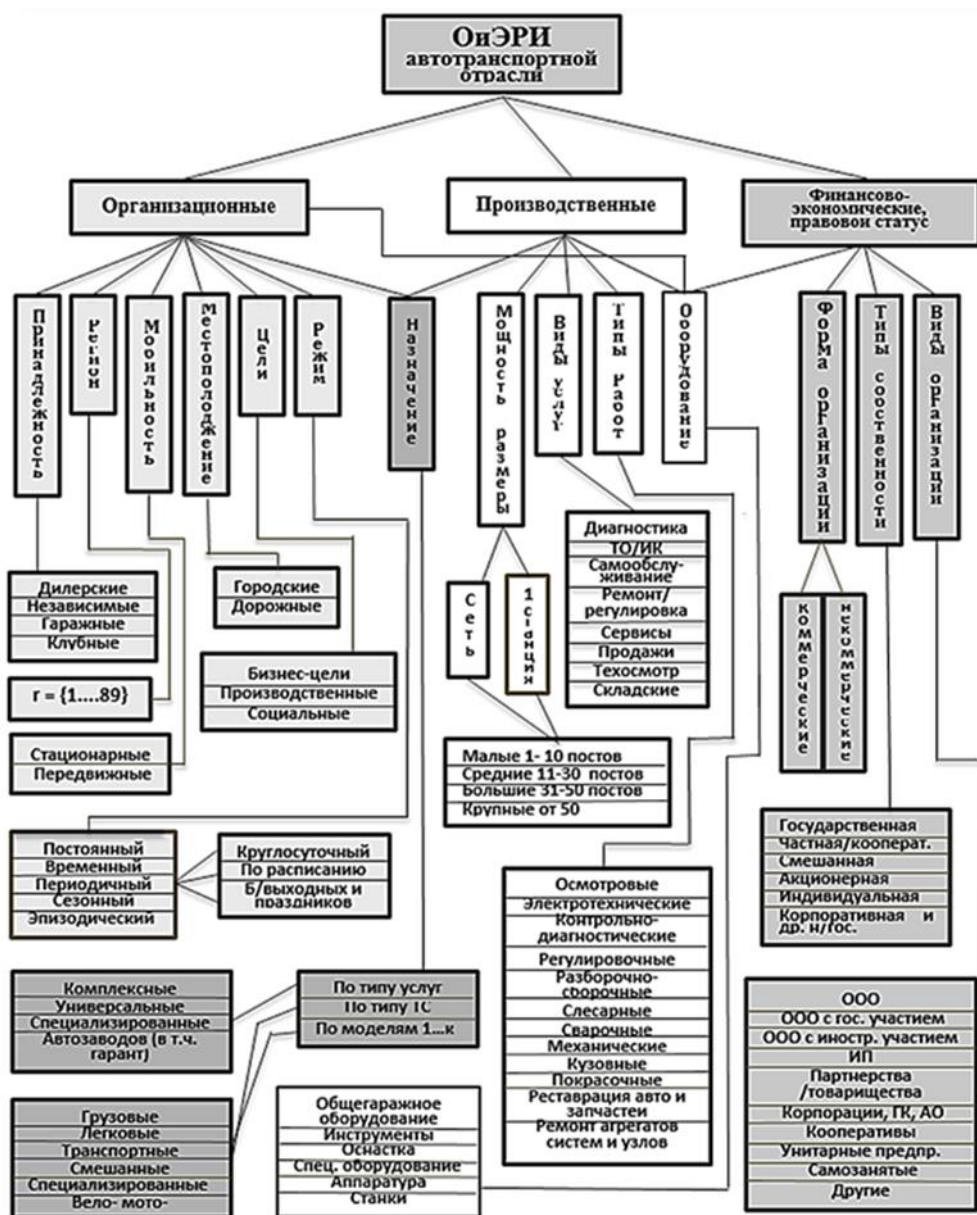 ОиЭРИ
автотранспортной
отрасли
Организационные
Производственные
Финансово-
экономические,
правовой статус
Принадлежность
Регион
Мобильность
Местополоджение
Цели
Режим
Назначение
Мощность размеры
Виды услуг
Типы работ
Оборудование
Форма организации
Типы собственности
Виды организации
Дилерские
Независимые
Гаражные
Клубные
r = {1....89}
Стационарные
Передвижные
Городские
Дорожные
Бизнес-цели
Производственные
Социальные
Сеть
1 станция
Диагностика
ТО/ИК
Самообслу-
живание
Ремонт/
регулировка
Сервисы
Продажи
Техосмотр
Складские
коммерческие
некоммерческие
Малые 1- 10 постов
Средние 11-30 постов
Большие 31-50 постов
Крупные от 50
Постоянный
Временный
Периодичный
Сезонный
Эпизодический
Круглосуточный
По расписанию
Б/выходных и
праздников
Государственная
Частная/кооперат.
Смешанная
Акционерная
Индивидуальная
Корпоративная и
др. н/гос.
Осмотровые
Электротехнические
Контрольно-
диагностические
Регулировочные
Разборочно-
сборочные
Слесарные
Сварочные
Механические
Кузовные
Покрасочные
Реставрация авто и
запчастей
Ремонт агрегатов
систем и узлов
Комплексные
Универсальные
Специализированные
Автозаводов (в т.ч.
гарант)
По типу услуг
По типу ТС
По моделям 1...к
Грузовые
Легковые
Транспортные
Смешанные
Специализированные
Вело- мото-
Общегаражное
оборудование
Инструменты
Оснастка
Спец. оборудование
Аппаратура
Станки
ООО
ООО с гос. участием
ООО с иностр. участием
ИП
Партнерства
/товарищества
Корпорации, ГК, АО
Кооперативы
Унитарные предпр.
Самозанятые
Другие